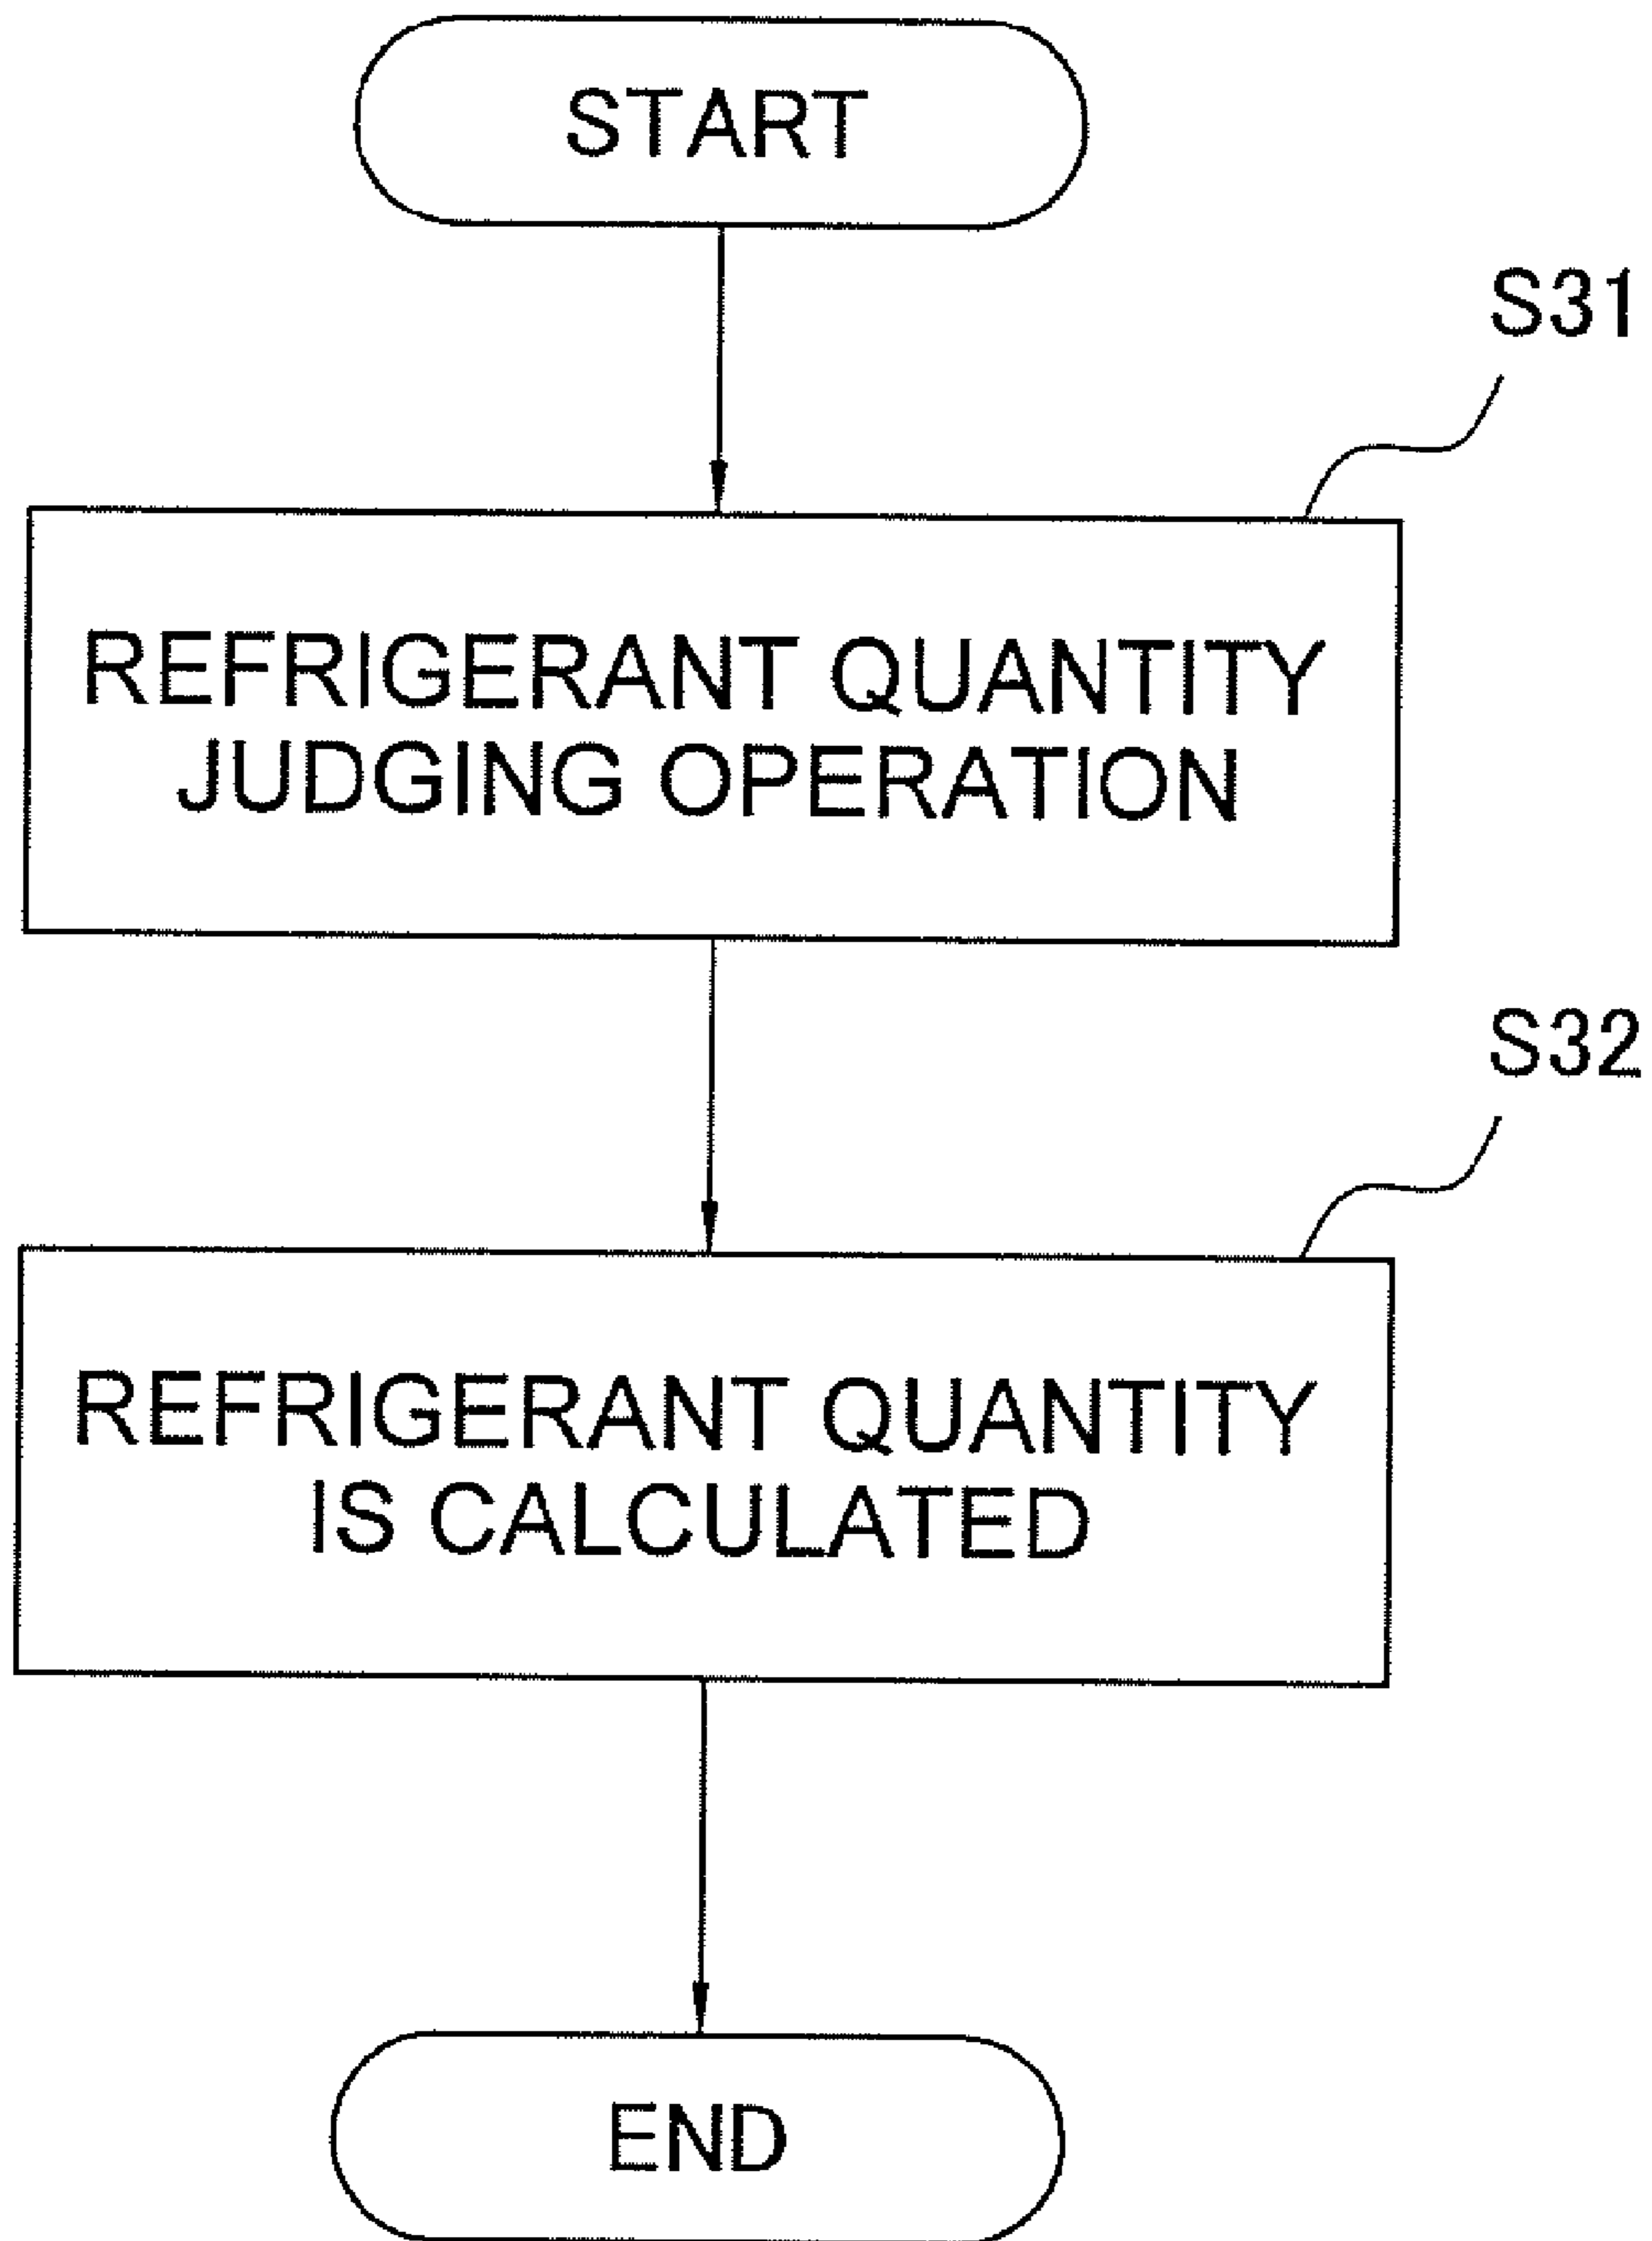 START
S31
REFRIGERANT QUANTITY
JUDGING OPERATION
S32
REFRIGERANT QUANTITY
IS CALCULATED
END